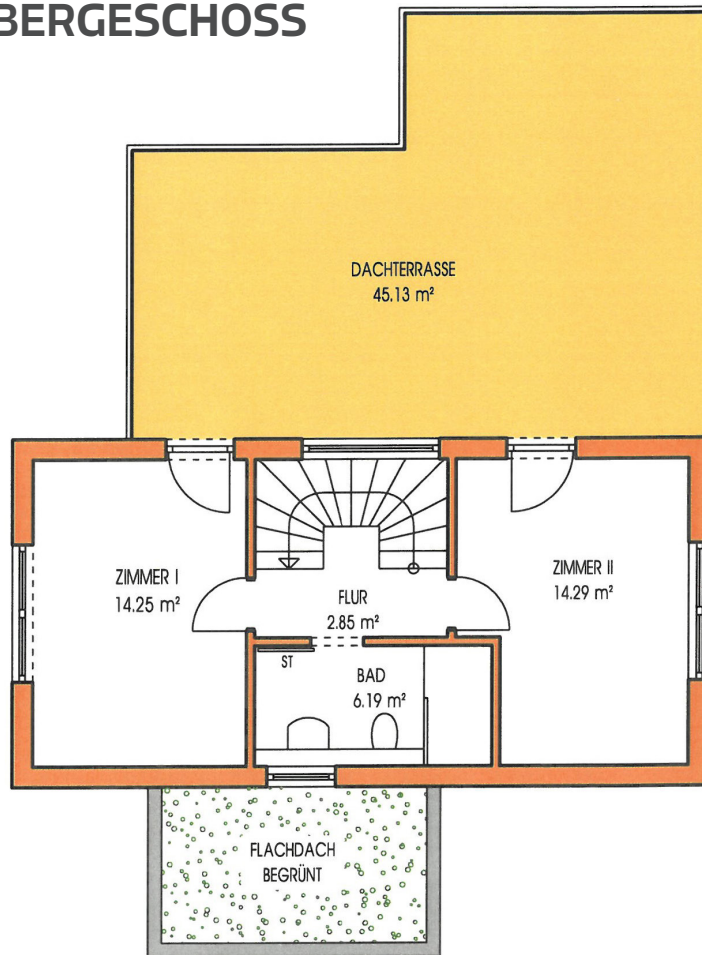 BERGESCHOSS
DACHTERRASSE
45.13 m²
ZIMMER I
14.25 m²
ZIMMER II
14.29 m²
FLUR
2.85 m²
ST
BAD
6.19 m²
FLACHDACH
BEGRÜNT